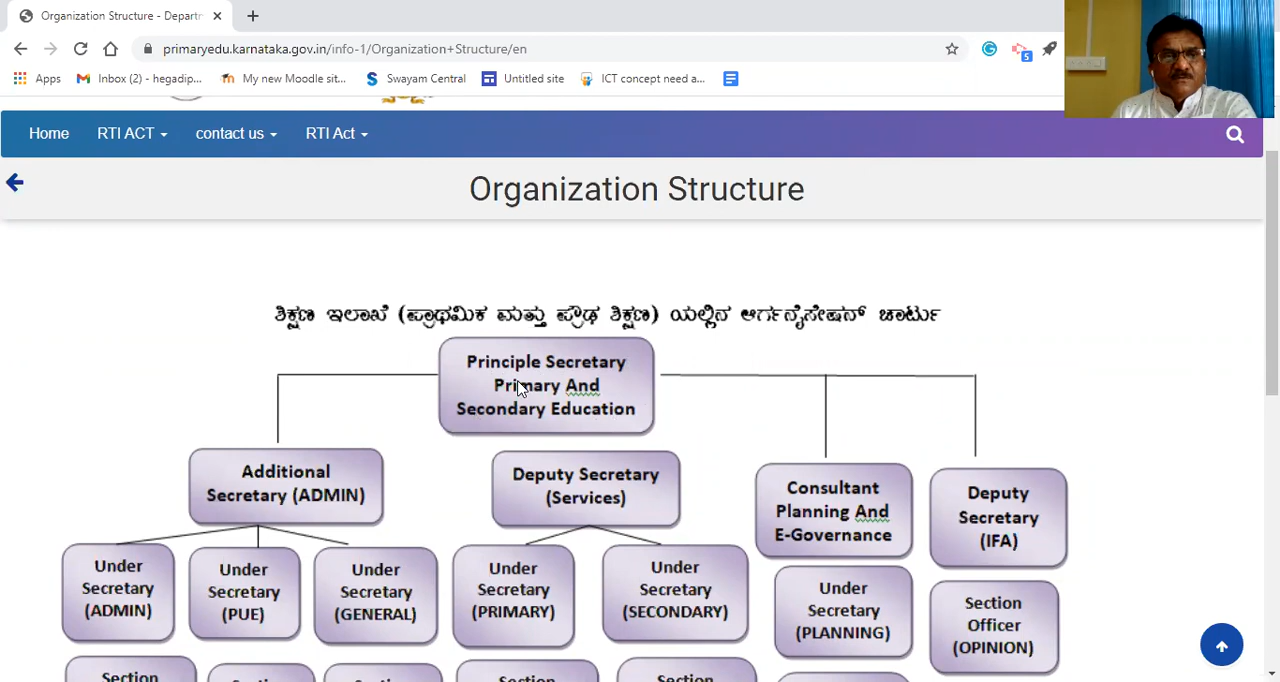 Organization Structure - Depart
primaryedu.karnataka.gov.in/info-1/Organization+Structure/en
5
Apps
Inbox (2) - hegadip...
My new Moodle sit...
Swayam Central
Untitled site
ICT concept need a...
Home
RTI ACT
contact us
RTI Act
Organization Structure
ಶಿಕ್ಷಣ ಇಲಾಖೆ (ಪ್ರಾಥಮಿಕ ಮತ್ತು ಪ್ರೌಢ ಶಿಕ್ಷಣ) ಯಲ್ಲಿನ ಆರ್ಗನೈಸೇಷನ್ ಚಾರ್ಟು
Principle Secretary
Primary And
Secondary Education
Additional
Secretary (ADMIN)
Deputy Secretary
(Services)
Consultant
Planning And
E-Governance
Deputy
Secretary
(IFA)
Under
Secretary
(ADMIN)
Under
Secretary
(PUE)
Under
Secretary
(GENERAL)
Under
Secretary
(PRIMARY)
Under
Secretary
(SECONDARY)
Under
Secretary
(PLANNING)
Section
Officer
(OPINION)
Section
Section
Section